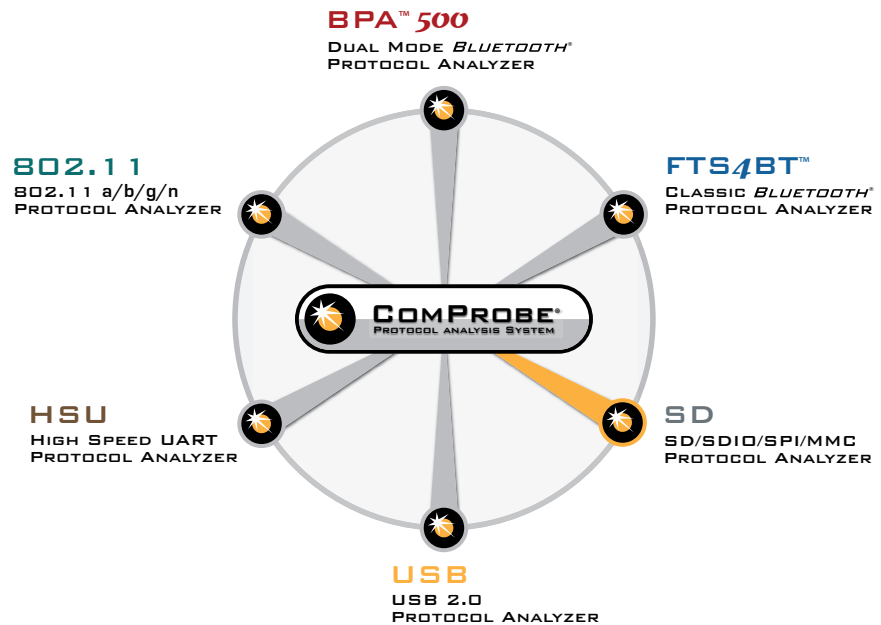 BPA™ 500
Dual Mode Bluetooth®
Protocol Analyzer
802.11
802.11 a/b/g/n
Protocol Analyzer
FTS4BT™
Classic Bluetooth®
Protocol Analyzer
ComProbe®
Protocol Analysis System
HSU
High Speed UART
Protocol Analyzer
SD
SD/SDIO/SPI/MMC
Protocol Analyzer
USB
USB 2.0
Protocol Analyzer